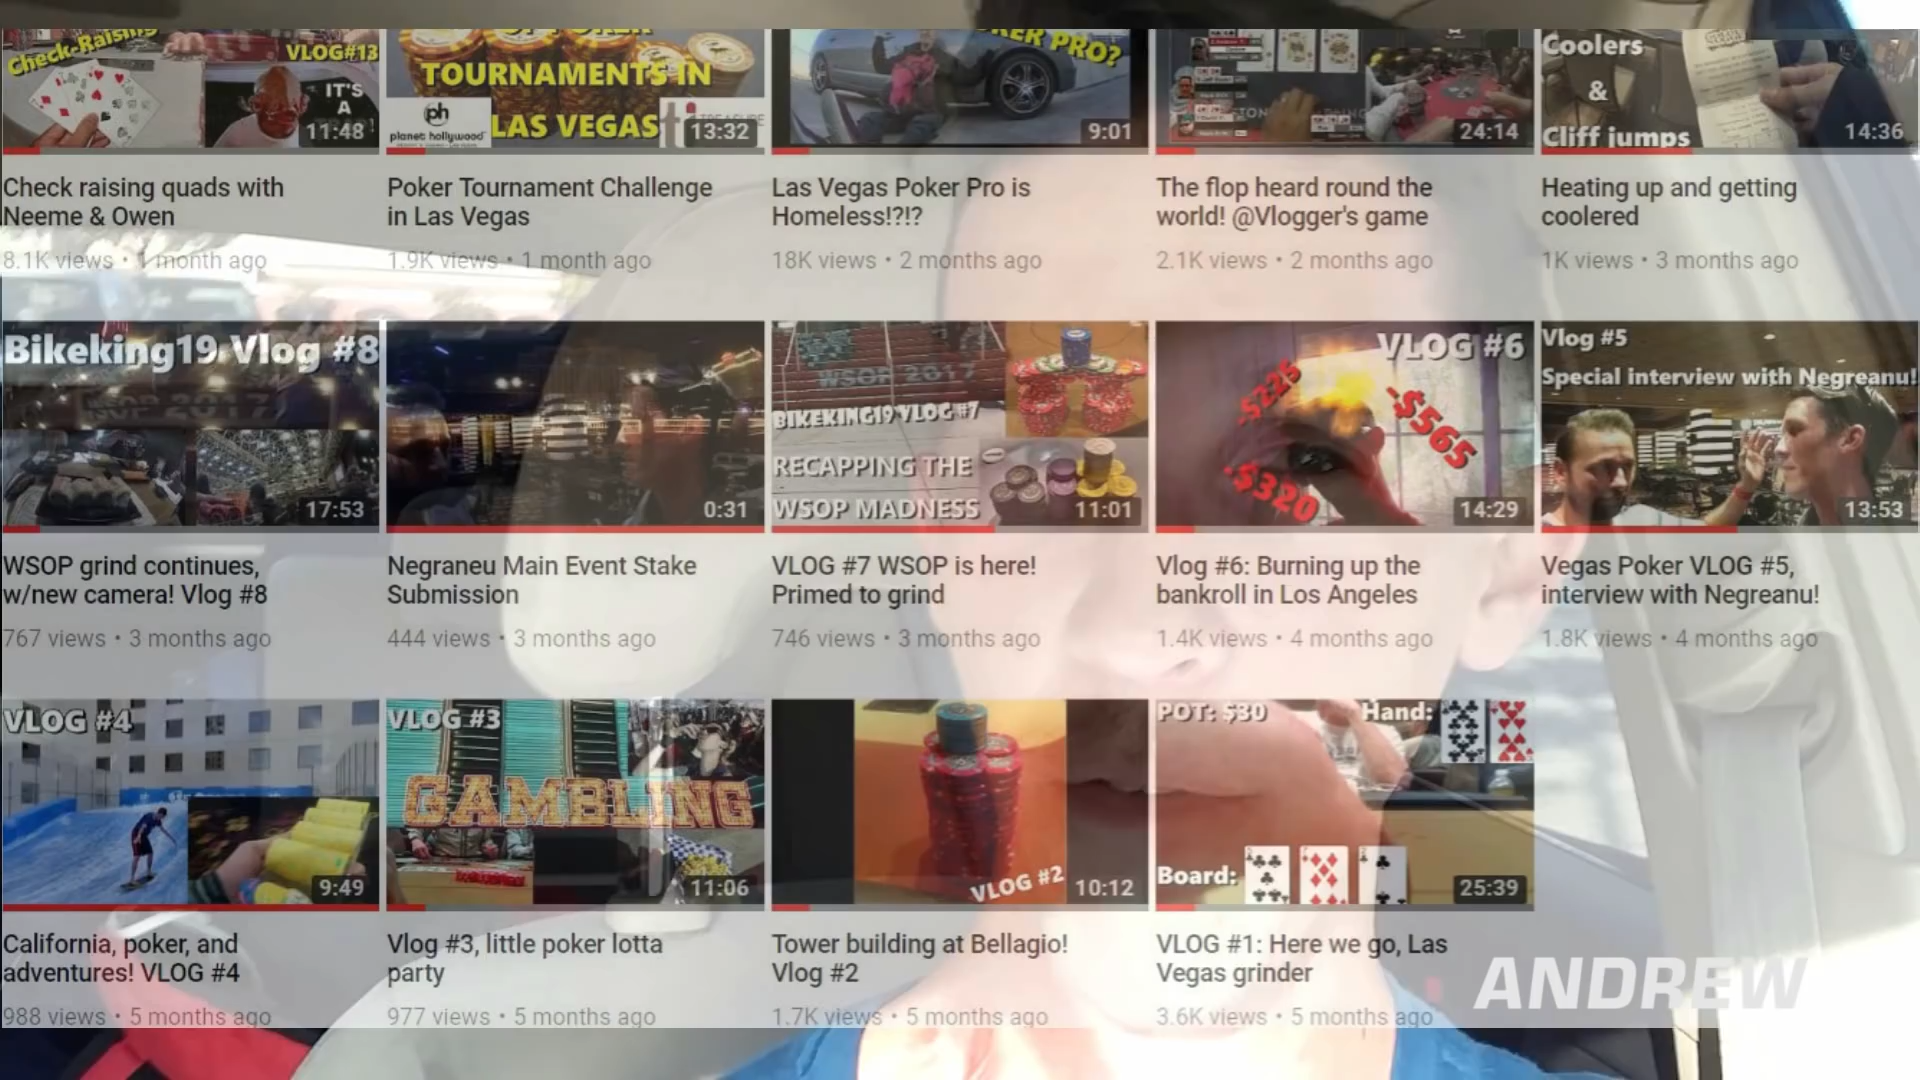 Check-Raising
VLOG#13
IT'S
A
11:48
TOURNAMENTS IN
LAS VEGAS
ph
planet hollywood
ti
13:32
PRO?
9:01
24:14
Coolers
&
Cliff jumps
14:36
Check raising quads with
Neeme & Owen
8.1K views • 1 month ago
Poker Tournament Challenge
in Las Vegas
1.9K views • 1 month ago
Las Vegas Poker Pro is
Homeless!?!?
18K views • 2 months ago
The flop heard round the
world! @Vlogger's game
2.1K views • 2 months ago
Heating up and getting
coolered
1K views • 3 months ago
Bikeking19 Vlog #8
WSOP 2017
17:53
0:31
WSOP 2017
BIKEKING19 VLOG #7
RECAPPING THE
WSOP MADNESS
11:01
VLOG #6
-$225
-$565
-$320
14:29
Vlog #5
Special interview with Negreanu!
13:53
WSOP grind continues,
w/new camera! Vlog #8
767 views • 3 months ago
Negraneu Main Event Stake
Submission
444 views • 3 months ago
VLOG #7 WSOP is here!
Primed to grind
746 views • 3 months ago
Vlog #6: Burning up the
bankroll in Los Angeles
1.4K views • 4 months ago
Vegas Poker VLOG #5,
interview with Negreanu!
1.8K views • 4 months ago
VLOG #4
9:49
VLOG #3
GAMBLING
11:06
VLOG #2
10:12
POT: $30
Hand:
Board:
25:39
California, poker, and
adventures! VLOG #4
988 views • 5 months ago
Vlog #3, little poker lotta
party
977 views • 5 months ago
Tower building at Bellagio!
Vlog #2
1.7K views • 5 months ago
VLOG #1: Here we go, Las
Vegas grinder
3.6K views • 5 months ago
ANDREW